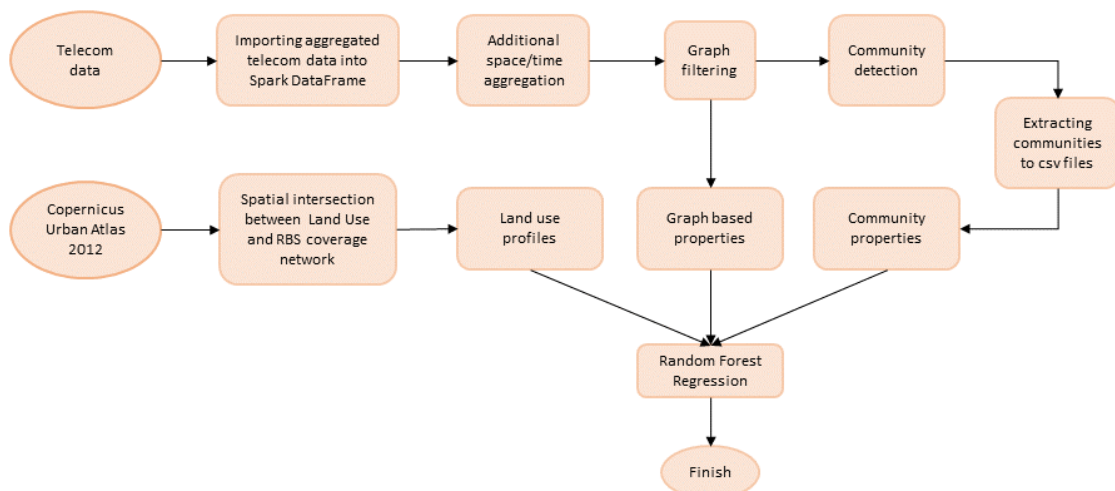 Telecom
data
Importing aggregated
telecom data into
Spark DataFrame
Additional
space/time
aggregation
Graph
filtering
Community
detection
Extracting
communities
to csv files
Copernicus
Urban Atlas
2012
Spatial intersection
between Land Use
and RBS coverage
network
Land use
profiles
Graph based
properties
Community
properties
Random Forest
Regression
Finish